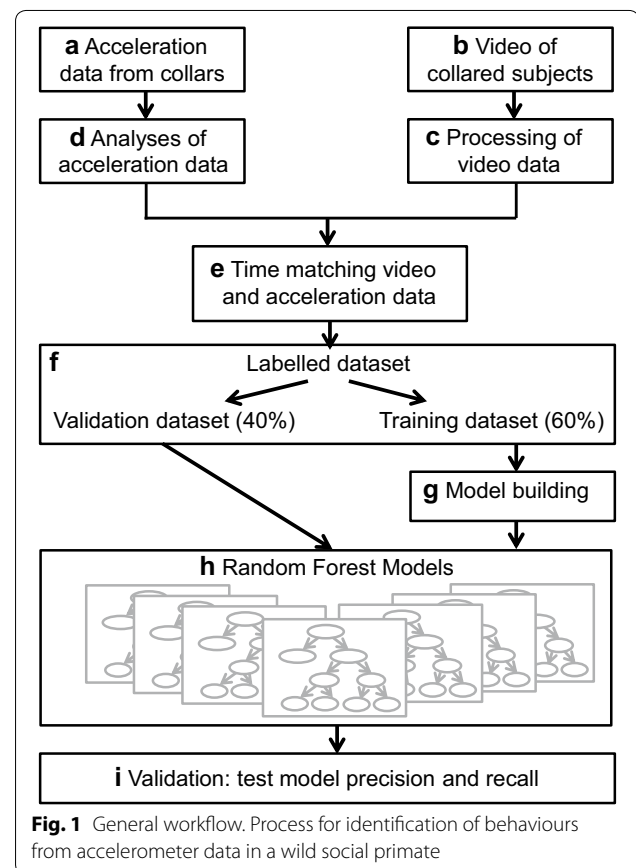 a Acceleration
data from collars
b Video of
collared subjects
d Analyses of
acceleration data
c Processing of
video data
e Time matching video
and acceleration data
f
Labelled dataset
Validation dataset (40%)
Training dataset (60%)
g Model building
h Random Forest Models
i Validation: test model precision and recall
Fig. 1 General workflow. Process for identification of behaviours
from accelerometer data in a wild social primate